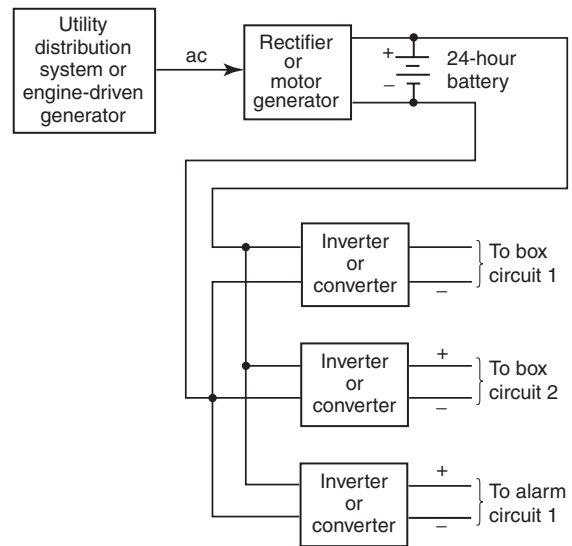 Utility
distribution
system or
engine-driven
generator
ac
Rectifier
or
motor
generator
+
–
24-hour
battery
Inverter
or
converter
–
To box
circuit 1
Inverter
or
converter
+
–
To box
circuit 2
Inverter
or
converter
+
–
To alarm
circuit 1